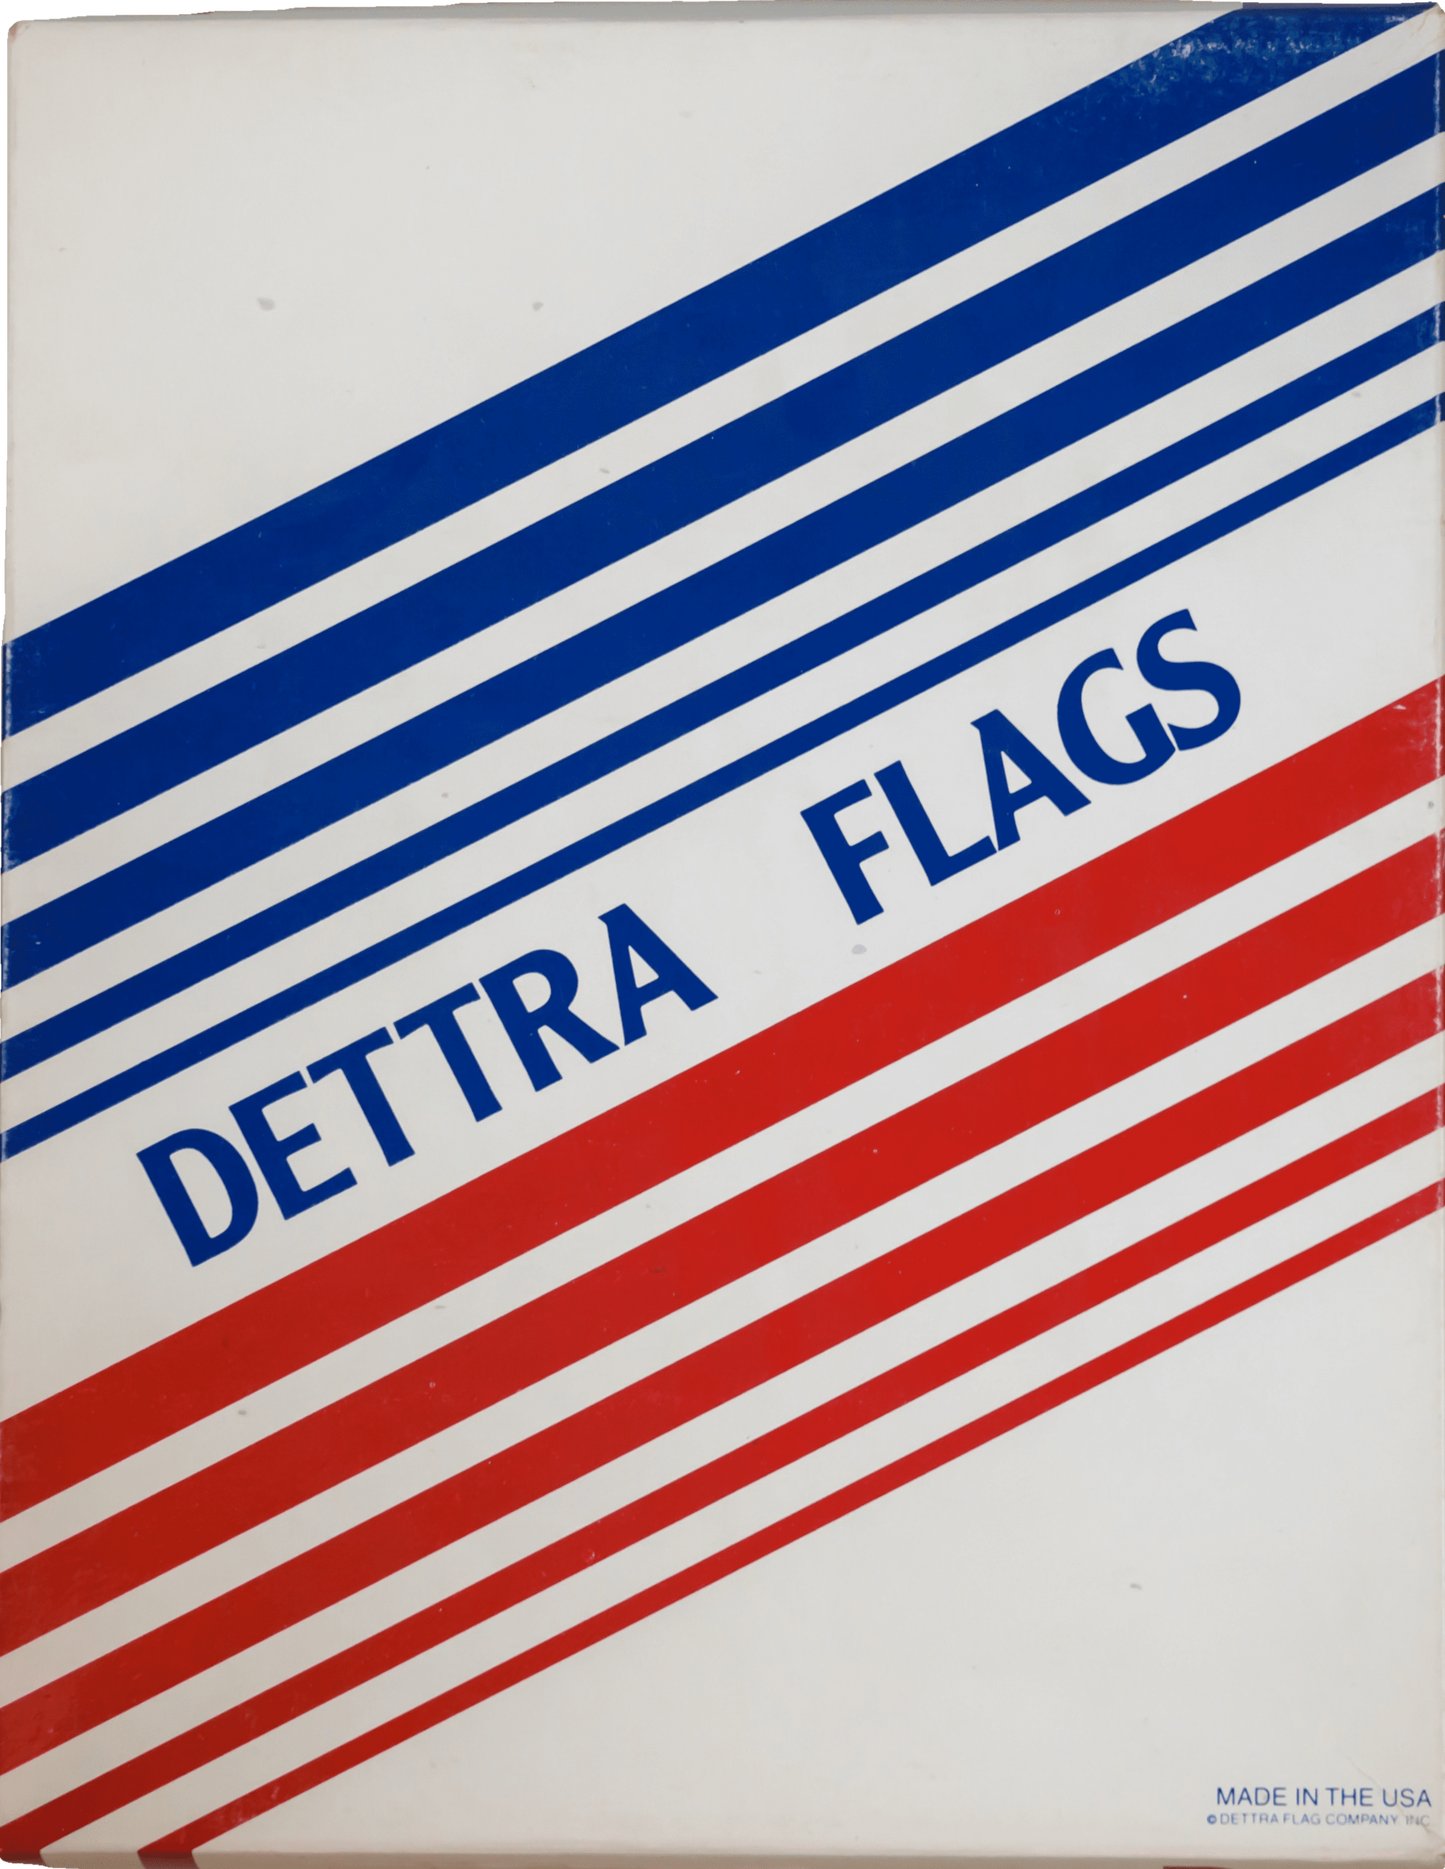 DETTRA FLAGS
MADE IN THE USA
© DETTRA FLAG COMPANY, INC